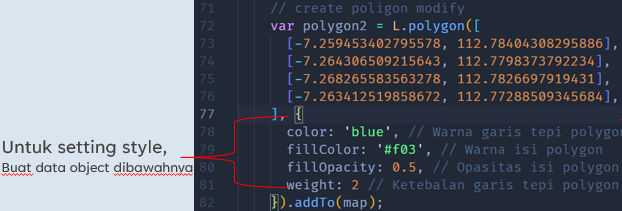 71 // create poligon modify
72 var polygon2 = L.polygon([
73 [-7.259453402795578, 112.78404308295886],
74 [-7.264306509215643, 112.7798373792234],
75 [-7.268265583563278, 112.7826697919431],
76 [-7.263412519858672, 112.77288509345684],
77 ], {
78 color: 'blue', // Warna garis tepi polygon
79 fillColor: '#f03', // Warna isi polygon
80 fillOpacity: 0.5, // Opasitas isi polygon
81 weight: 2 // Ketebalan garis tepi polygon
82 }).addTo(map);
Untuk setting style,
Buat data object dibawahnya